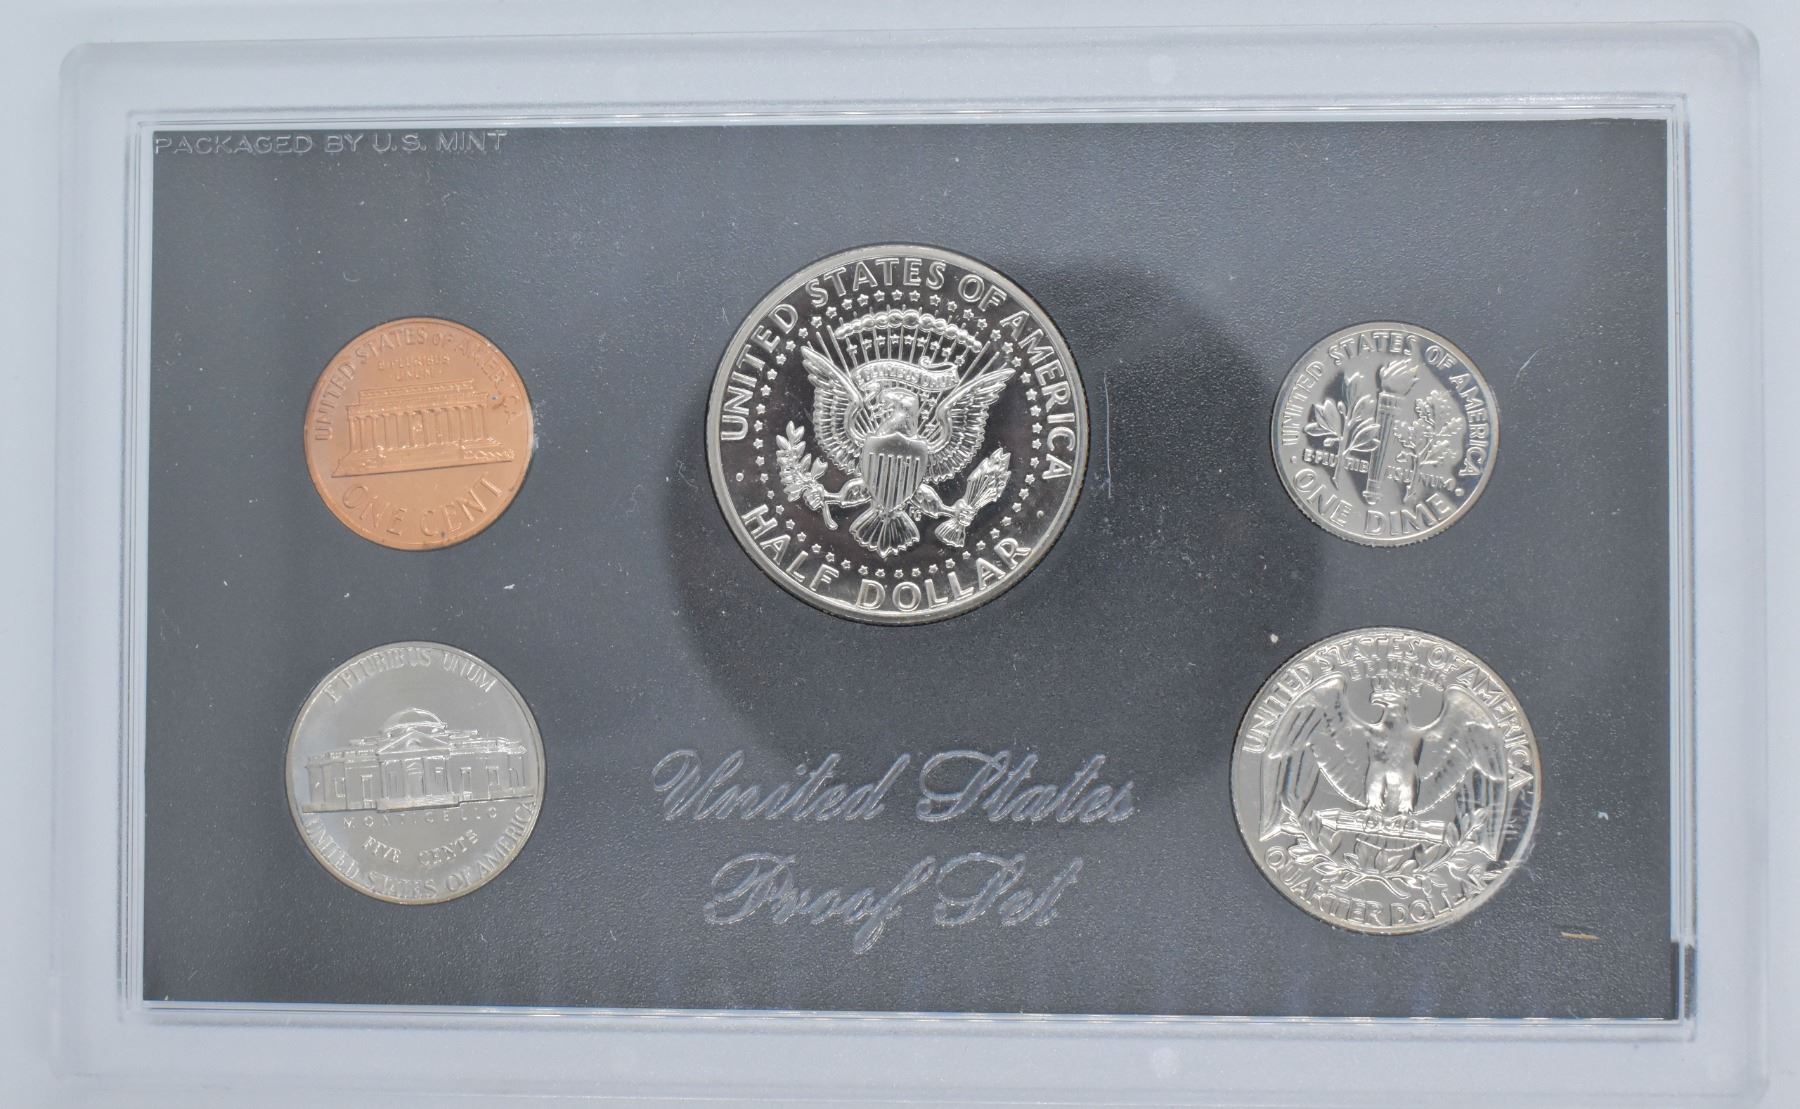 PACKAGED BY U.S. MINT
UNITED STATES OF AMERICA
E PLURIBUS
UNUM
ONE CENT
UNITED STATES OF AMERICA
HALF DOLLAR
UNITED STATES OF AMERICA
E PLURIBUS UNUM
ONE DIME
E PLURIBUS UNUM
MONTICELLO
FIVE CENTS
UNITED STATES OF AMERICA
UNITED STATES OF AMERICA
E PLURIBUS
UNUM
QUARTER DOLLAR
United States
Proof Set